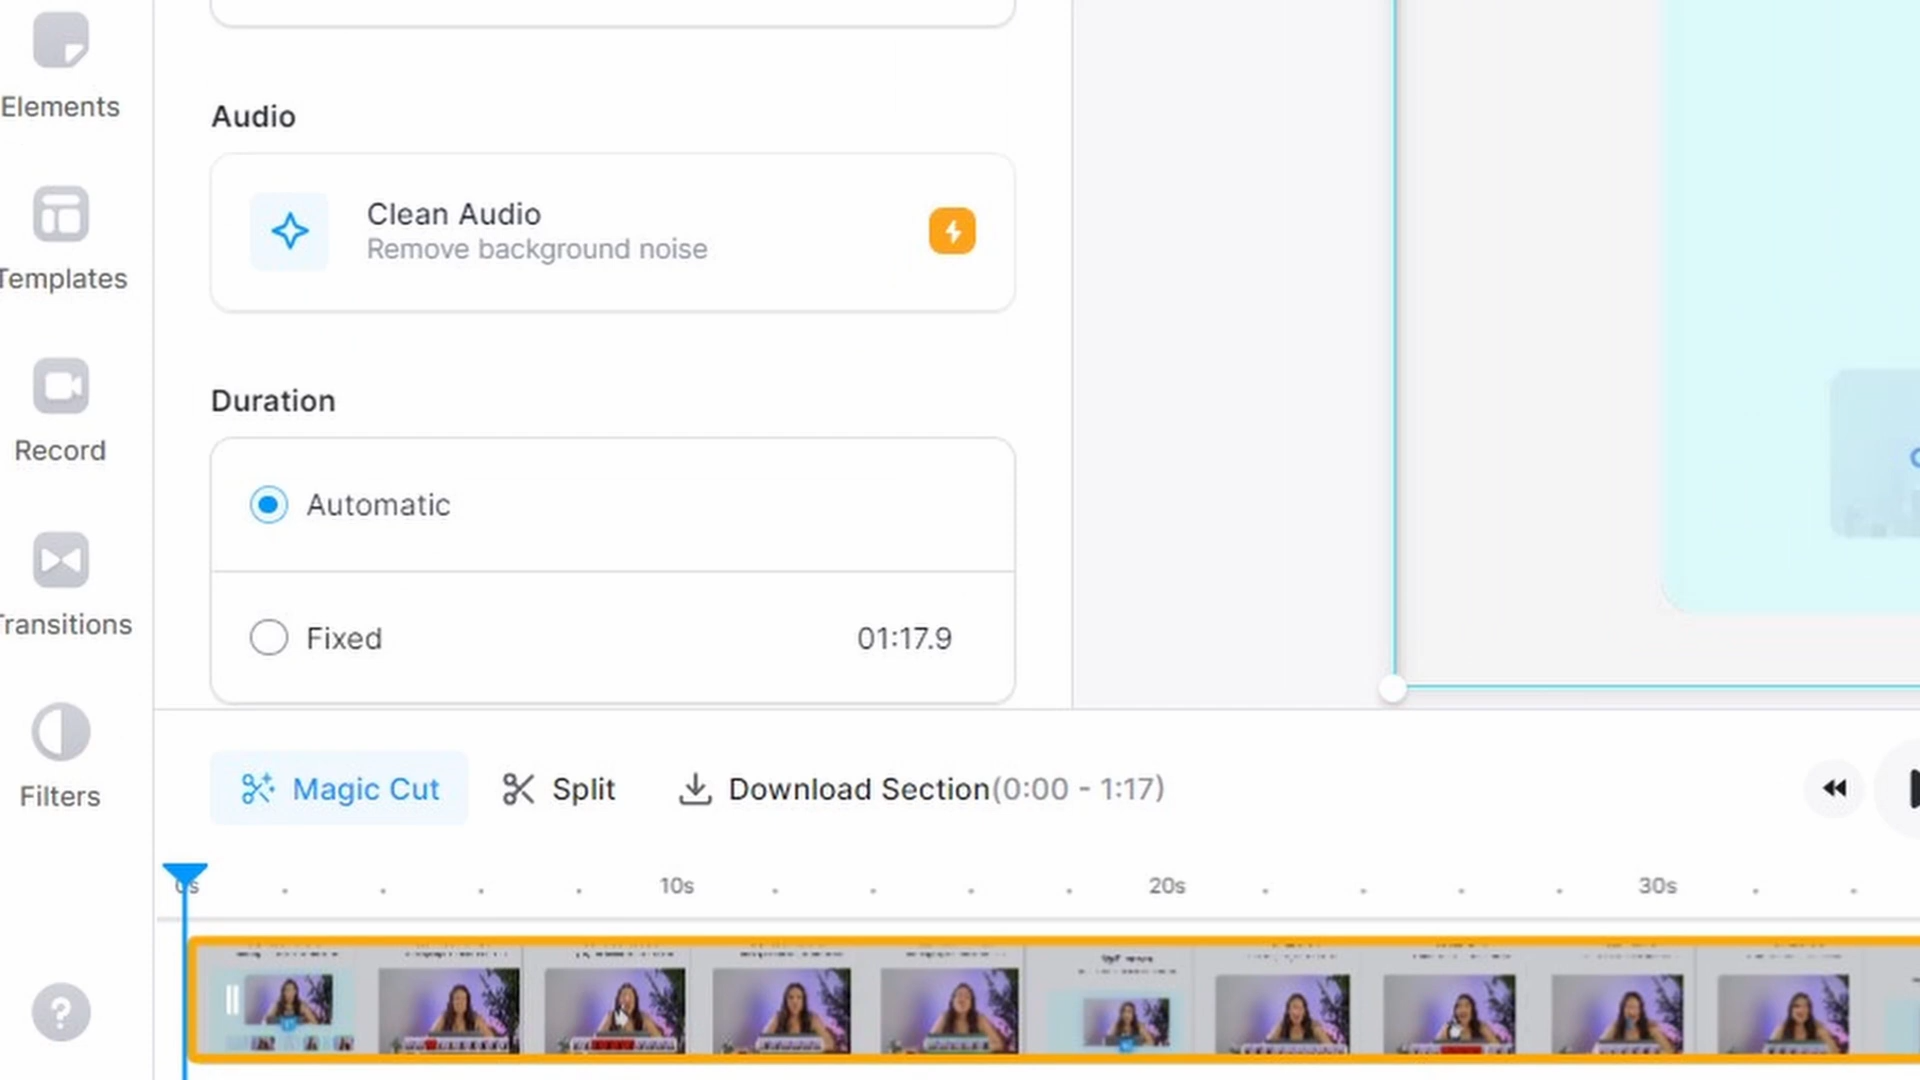 Elements
Templates
Record
Transitions
Filters
?
Audio
Clean Audio
Remove background noise
Duration
Automatic
Fixed 01:17.9
Magic Cut Split Download Section(0:00 - 1:17)
0s 10s 20s 30s